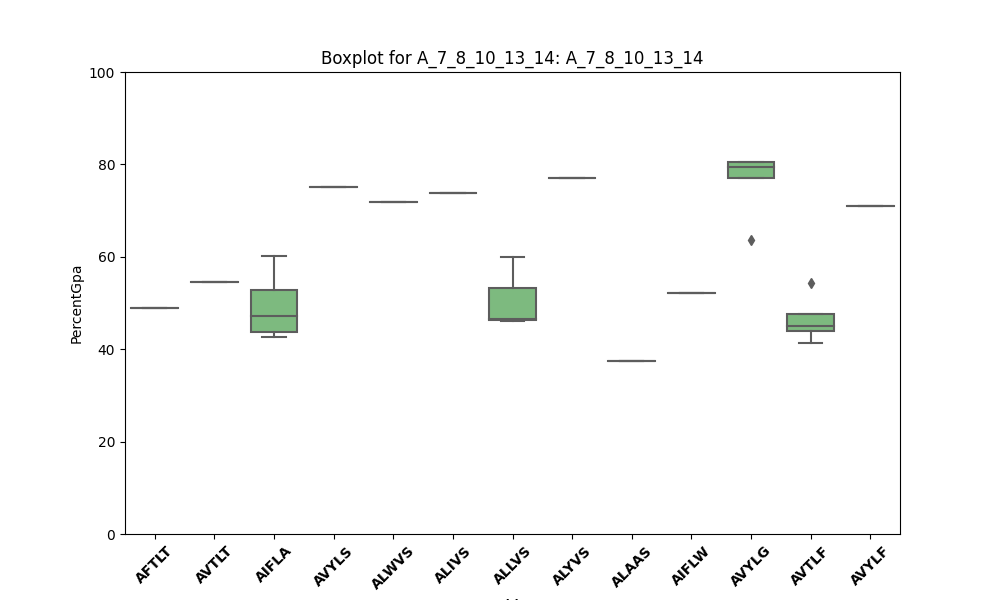 Boxplot for A_7_8_10_13_14: A_7_8_10_13_14
PercentGpa
100
80
60
40
20
0
AFTLT
AVTLT
AIFLA
AVYLS
ALWVS
ALIVS
ALLVS
ALYVS
ALAAS
AIFLW
AVYLG
AVTLF
AVYLF